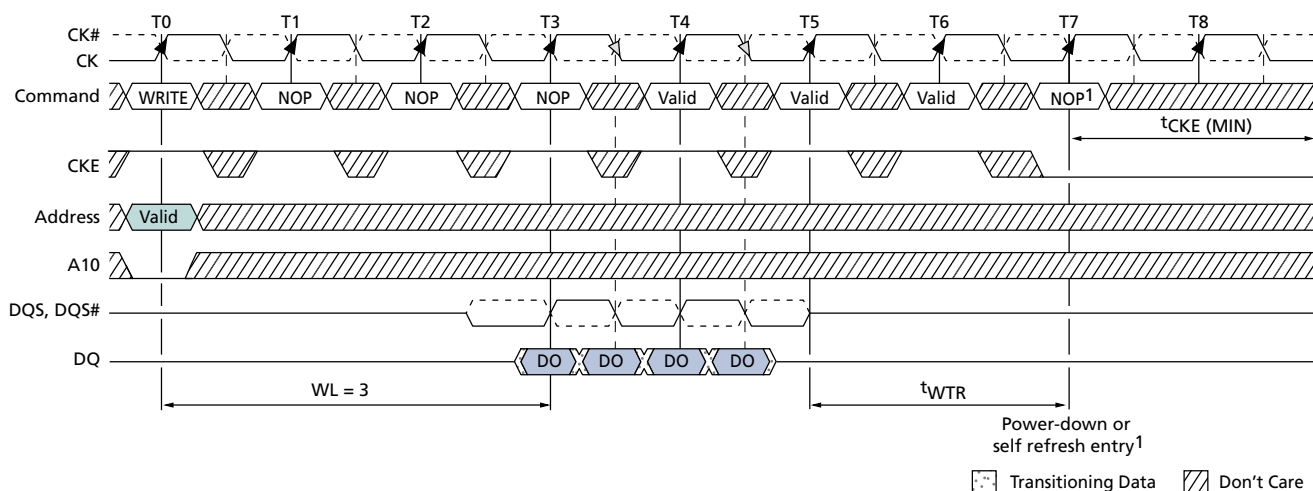 T0 T1 T2 T3 T4 T5 T6 T7 T8
CK#
CK
Command WRITE NOP NOP NOP Valid Valid Valid NOP1
tCKE (MIN)
CKE
Address Valid
A10
DQS, DQS#
DQ DO DO DO DO
WL = 3 tWTR
Power-down or
self refresh entry1
Transitioning Data Don't Care